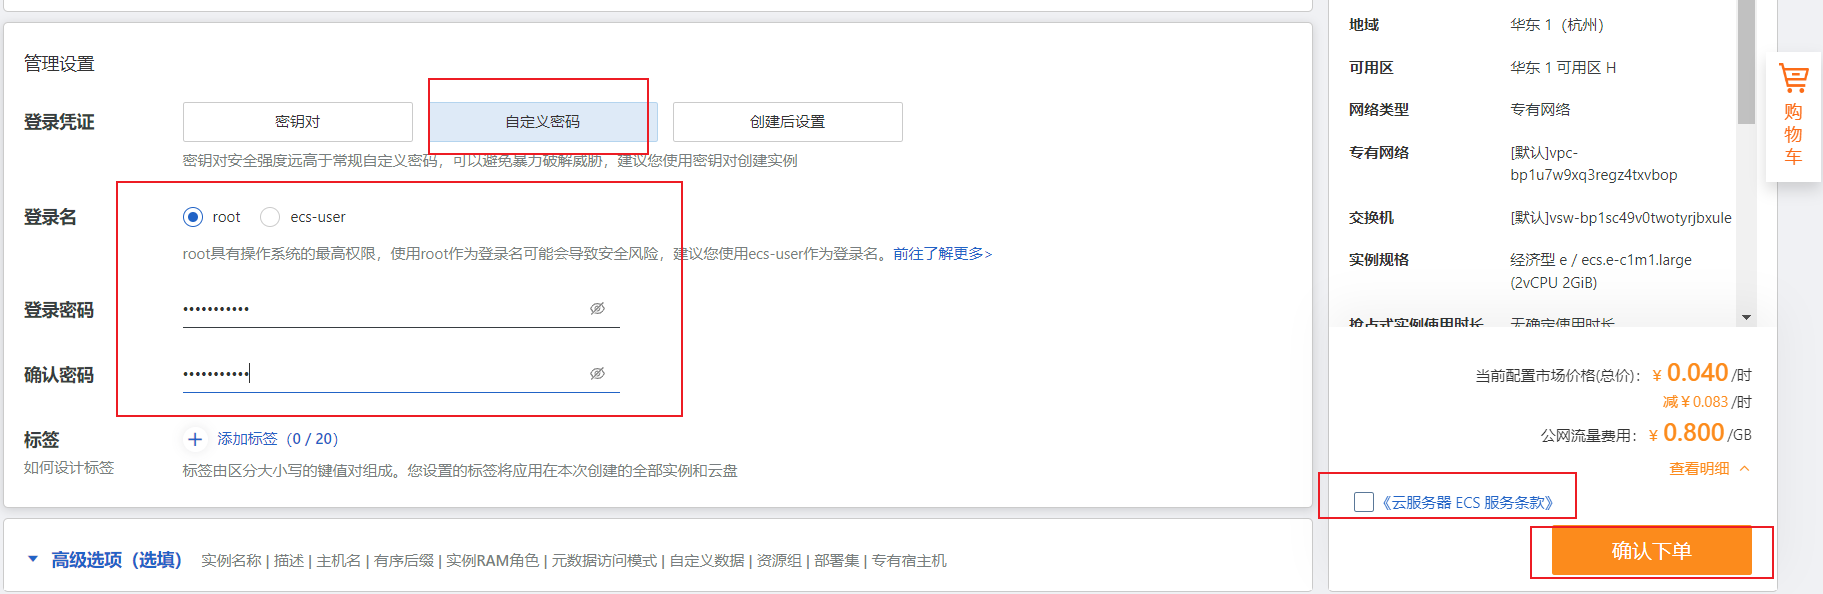 管理设置
登录凭证
密钥对
自定义密码
创建后设置
密钥对安全强度远高于常规自定义密码，可以避免暴力破解威胁，建议您使用密钥对创建实例
登录名
root
ecs-user
root具有操作系统的最高权限，使用root作为登录名可能会导致安全风险，建议您使用ecs-user作为登录名。前往了解更多>
登录密码
•••••••••••
确认密码
•••••••••••
标签
如何设计标签
+ 添加标签（0 / 20）
标签由区分大小写的键值对组成。您设置的标签将应用在本次创建的全部实例和云盘
高级选项（选填）
实例名称 | 描述 | 主机名 | 有序后缀 | 实例RAM角色 | 元数据访问模式 | 自定义数据 | 资源组 | 部署集 | 专有宿主机
地域
华东 1（杭州）
可用区
华东 1 可用区 H
网络类型
专有网络
专有网络
[默认]vpc-
bp1u7w9xq3regz4txvbop
交换机
[默认]vsw-bp1sc49v0twotyrjbxule
实例规格
经济型 e / ecs.e-c1m1.large
(2vCPU 2GiB)
抢占式实例使用时长
无确定使用时长
当前配置市场价格(总价)： ¥ 0.040 /时
减 ¥ 0.083 /时
公网流量费用： ¥ 0.800 /GB
查看明细
《云服务器 ECS 服务条款》
确认下单
购
物
车